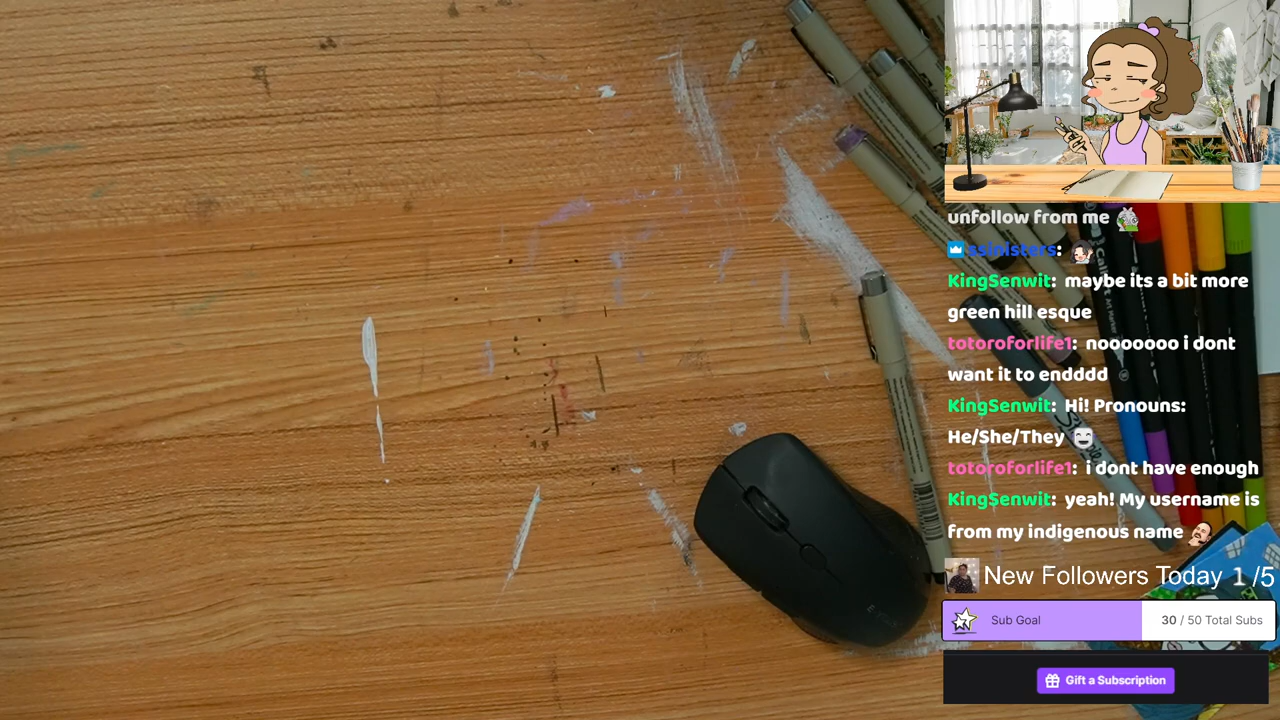 unfollow from me
ssinisters:
KingSenwit: maybe its a bit more
green hill esque
totoroforlife1: nooooooo i dont
want it to endddd
KingSenwit: Hi! Pronouns:
He/She/They
totoroforlife1: i dont have enough
KingSenwit: yeah! My username is
from my indigenous name
New Followers Today 1 /5
Sub Goal
30 / 50 Total Subs
Gift a Subscription